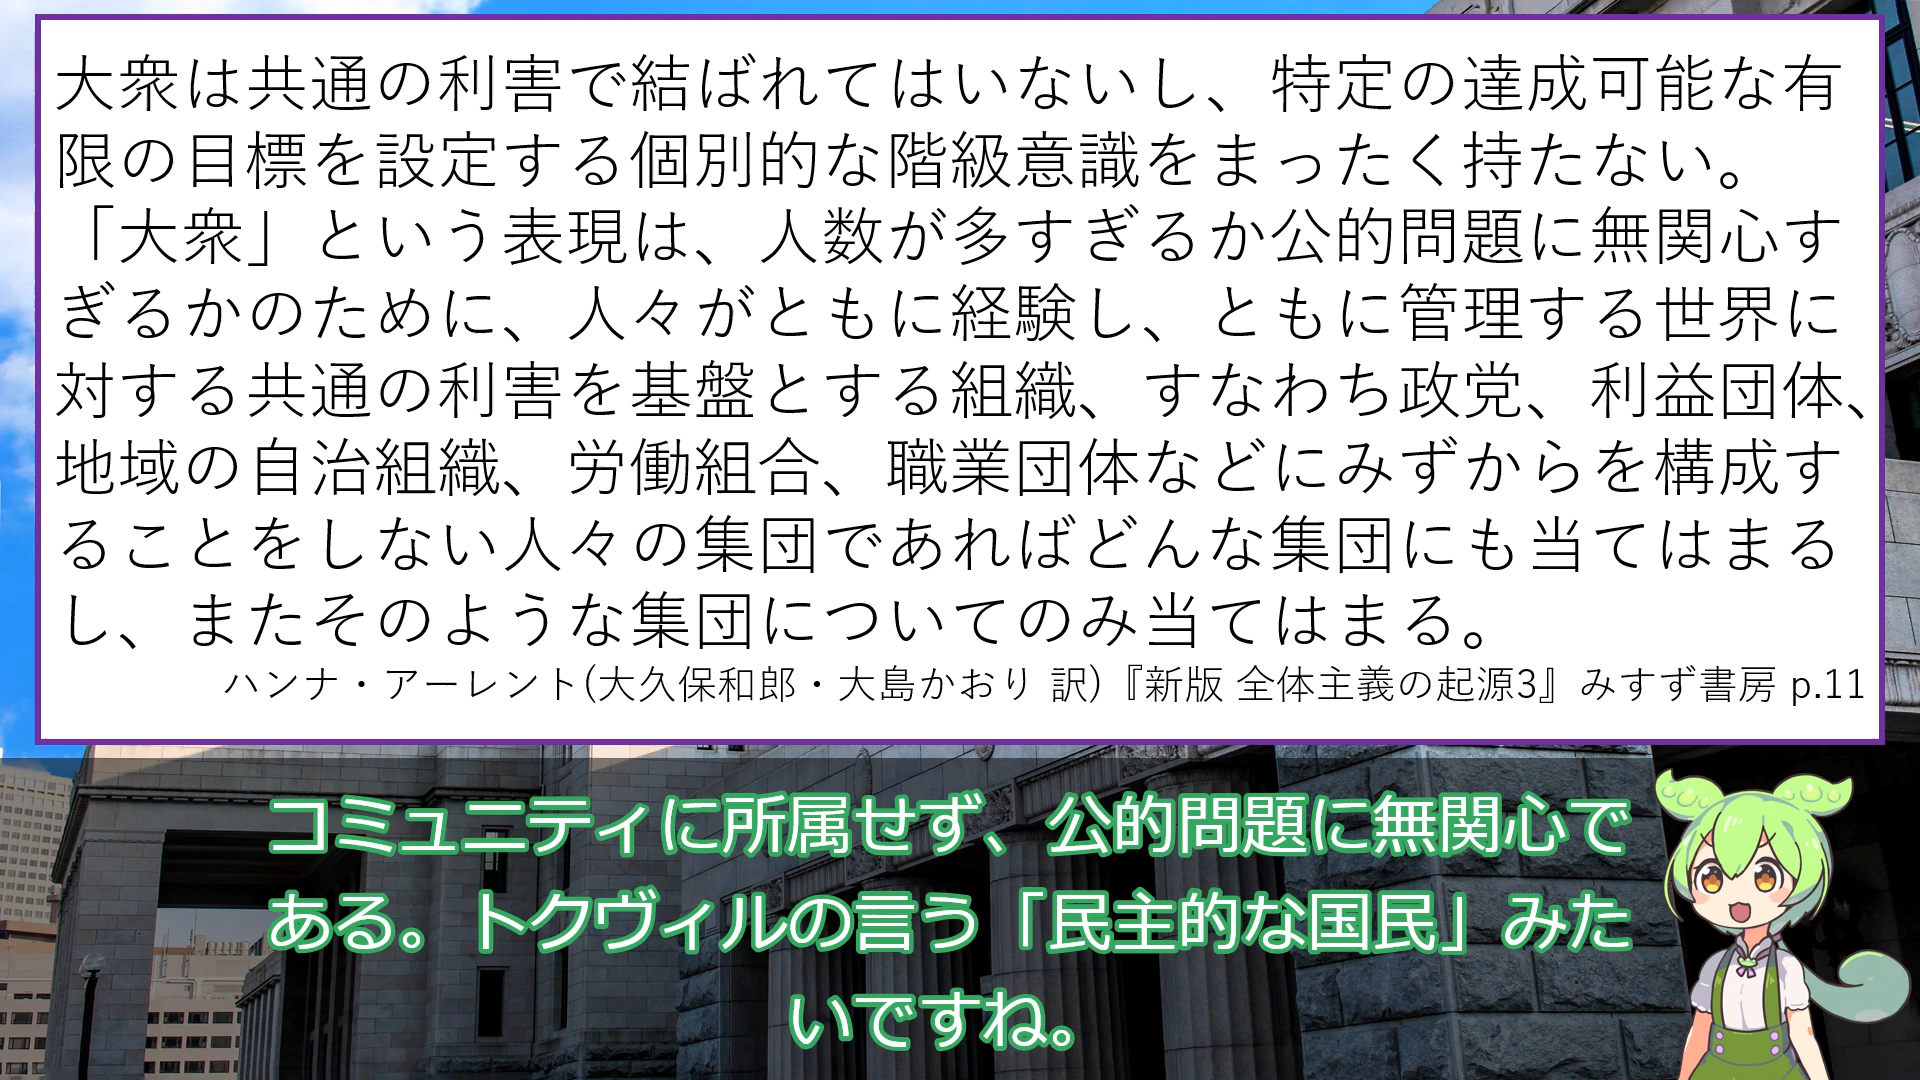 大衆は共通の利害で結ばれてはいないし、特定の達成可能な有
限の目標を設定する個別的な階級意識をまったく持たない。
「大衆」という表現は、人数が多すぎるか公的問題に無関心す
ぎるかのために、人々がともに経験し、ともに管理する世界に
対する共通の利害を基盤とする組織、すなわち政党、利益団体、
地域の自治組織、労働組合、職業団体などにみずからを構成す
ることをしない人々の集団であればどんな集団にも当てはまる
し、またそのような集団についてのみ当てはまる。
ハンナ・アーレント(大久保和郎・大島かおり 訳)『新版 全体主義の起源3』みすず書房 p.11
コミュニティに所属せず、公的問題に無関心で
ある。トクヴィルの言う「民主的な国民」みた
いですね。